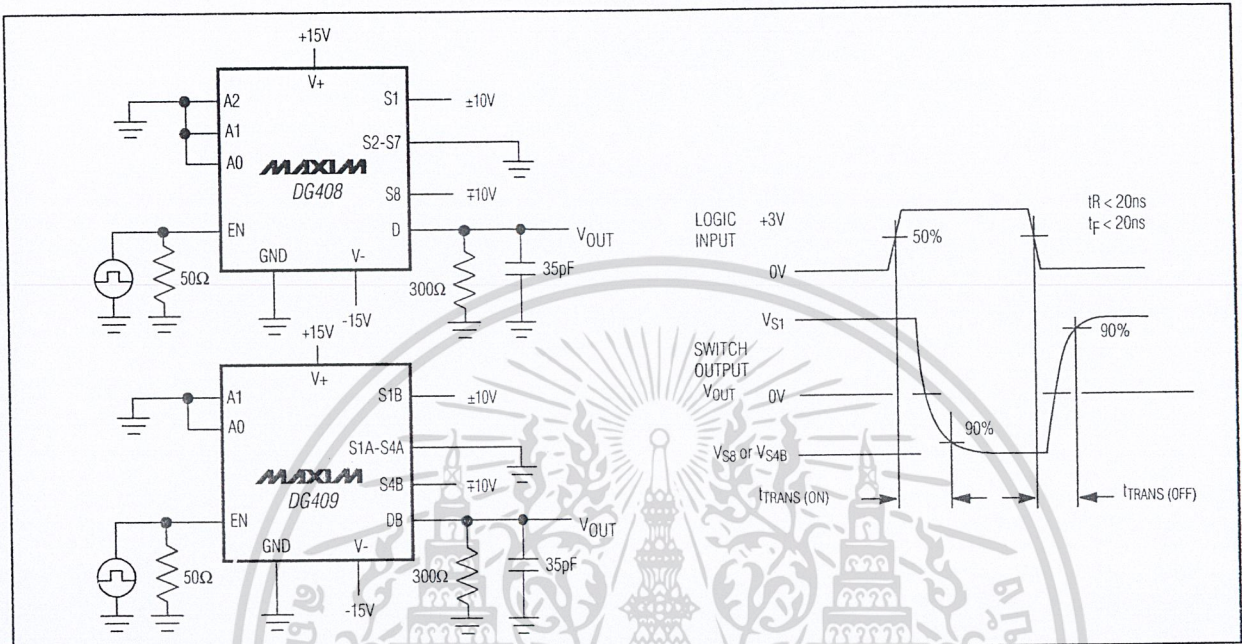 +15V
V+
A2
A1
A0
S1
±10V
S2-S7
MAXIM
DG408
S8
∓10V
EN
D
VOUT
GND
V-
50Ω
300Ω
35pF
-15V
+15V
V+
A1
A0
S1B
±10V
S1A-S4A
MAXIM
DG409
S4B
∓10V
EN
DB
VOUT
GND
V-
50Ω
300Ω
35pF
-15V
LOGIC INPUT
+3V
0V
50%
tR < 20ns
tF < 20ns
VS1
SWITCH OUTPUT VOUT
0V
90%
90%
VS8 or VS4B
tTRANS (ON)
tTRANS (OFF)